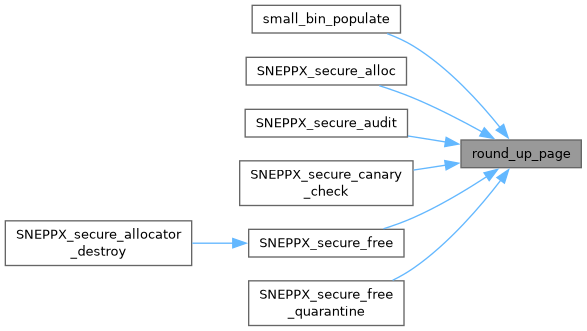 small_bin_populate
SNEPPX_secure_alloc
SNEPPX_secure_audit
round_up_page
SNEPPX_secure_canary
_check
SNEPPX_secure_allocator
_destroy
SNEPPX_secure_free
SNEPPX_secure_free
_quarantine